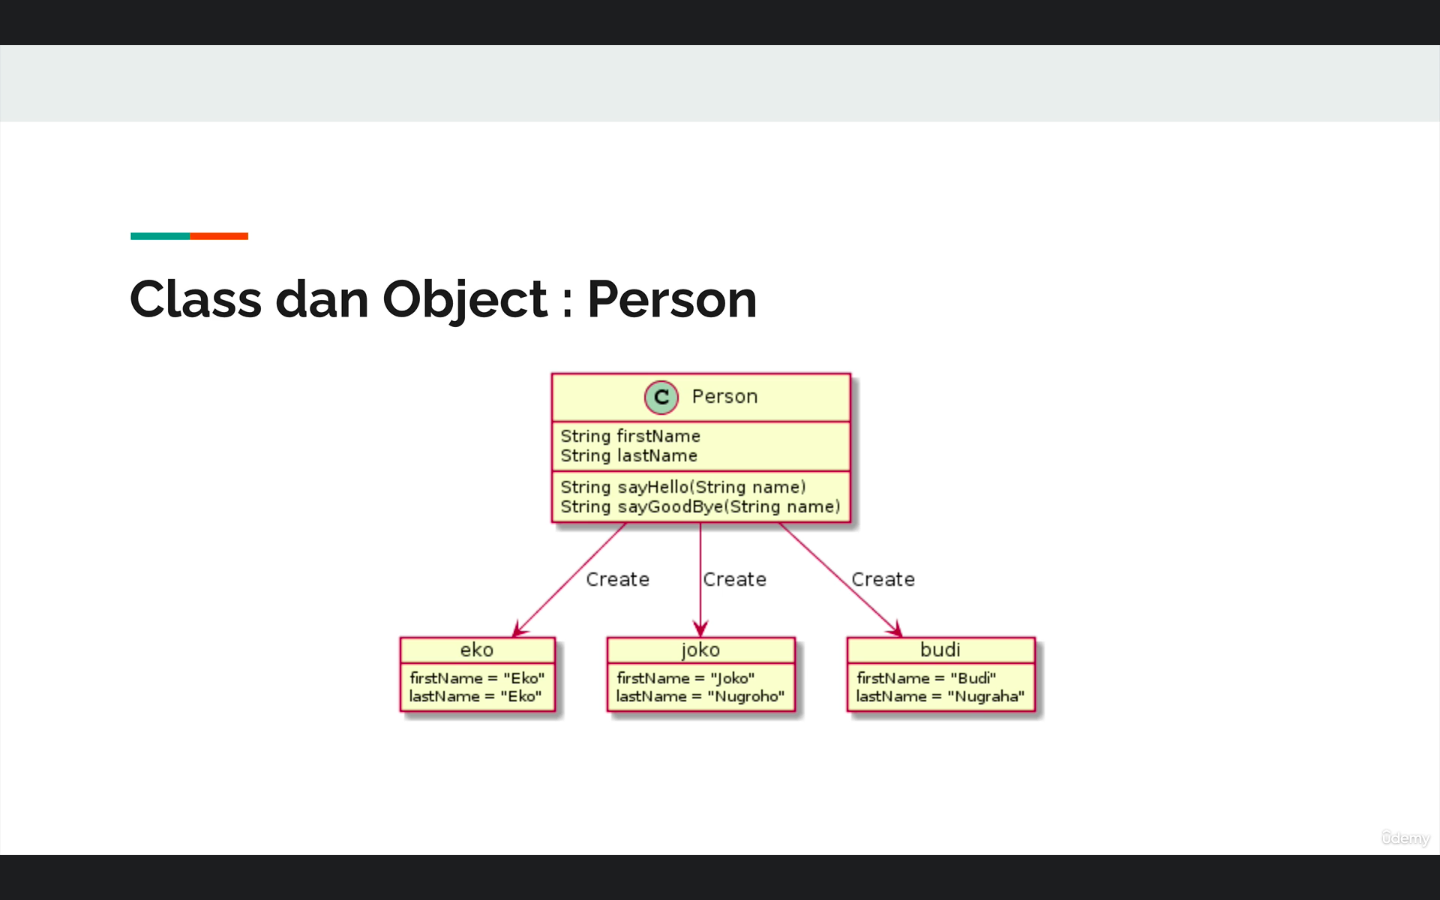 Class dan Object : Person
C Person
String firstName
String lastName
String sayHello(String name)
String sayGoodBye(String name)
Create Create Create
eko
firstName = "Eko"
lastName = "Eko"
joko
firstName = "Joko"
lastName = "Nugroho"
budi
firstName = "Budi"
lastName = "Nugraha"
ûdemy